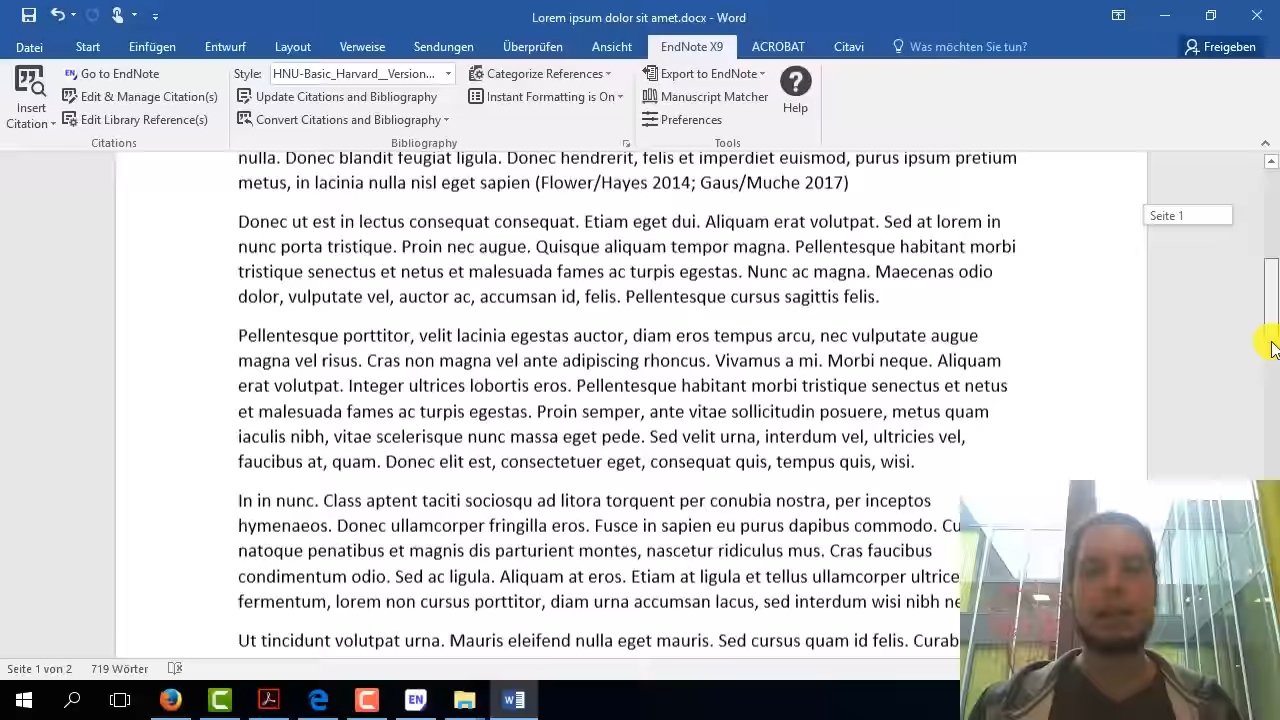 Lorem ipsum dolor sit amet.docx - Word
Datei Start Einfügen Entwurf Layout Verweise Sendungen Überprüfen Ansicht EndNote X9 ACROBAT Citavi Was möchten Sie tun? Freigeben
Insert Citation
EN Go to EndNote
Edit & Manage Citation(s)
Edit Library Reference(s)
Citations
Style: HNU-Basic_Harvard__Version...
Update Citations and Bibliography
Convert Citations and Bibliography
Categorize References
Instant Formatting is On
Bibliography
Export to EndNote
Manuscript Matcher
Preferences
? Help
Tools
nulla. Donec blandit feugiat ligula. Donec hendrerit, felis et imperdiet euismod, purus ipsum pretium
metus, in lacinia nulla nisl eget sapien (Flower/Hayes 2014; Gaus/Muche 2017)
Seite 1
Donec ut est in lectus consequat consequat. Etiam eget dui. Aliquam erat volutpat. Sed at lorem in
nunc porta tristique. Proin nec augue. Quisque aliquam tempor magna. Pellentesque habitant morbi
tristique senectus et netus et malesuada fames ac turpis egestas. Nunc ac magna. Maecenas odio
dolor, vulputate vel, auctor ac, accumsan id, felis. Pellentesque cursus sagittis felis.
Pellentesque porttitor, velit lacinia egestas auctor, diam eros tempus arcu, nec vulputate augue
magna vel risus. Cras non magna vel ante adipiscing rhoncus. Vivamus a mi. Morbi neque. Aliquam
erat volutpat. Integer ultrices lobortis eros. Pellentesque habitant morbi tristique senectus et netus
et malesuada fames ac turpis egestas. Proin semper, ante vitae sollicitudin posuere, metus quam
iaculis nibh, vitae scelerisque nunc massa eget pede. Sed velit urna, interdum vel, ultricies vel,
faucibus at, quam. Donec elit est, consectetuer eget, consequat quis, tempus quis, wisi.
In in nunc. Class aptent taciti sociosqu ad litora torquent per conubia nostra, per inceptos
hymenaeos. Donec ullamcorper fringilla eros. Fusce in sapien eu purus dapibus commodo. Cu
natoque penatibus et magnis dis parturient montes, nascetur ridiculus mus. Cras faucibus
condimentum odio. Sed ac ligula. Aliquam at eros. Etiam at ligula et tellus ullamcorper ultrice
fermentum, lorem non cursus porttitor, diam urna accumsan lacus, sed interdum wisi nibh ne
Ut tincidunt volutpat urna. Mauris eleifend nulla eget mauris. Sed cursus quam id felis. Curab
Seite 1 von 2 719 Wörter
EN